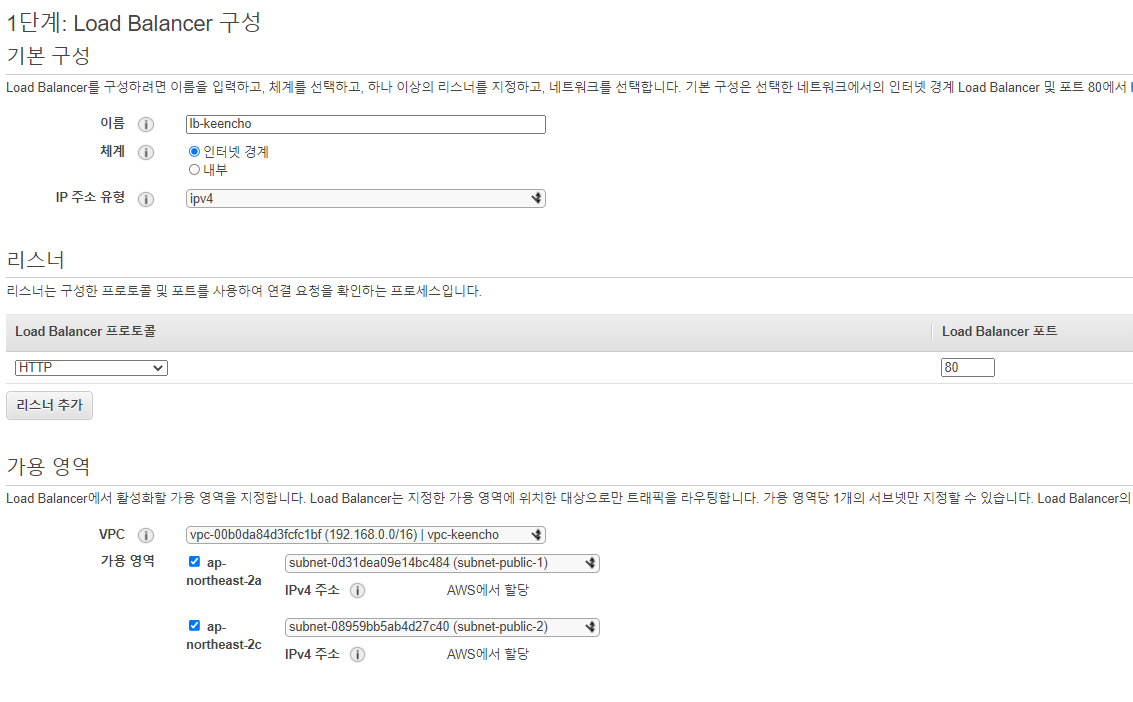 1단계: Load Balancer 구성
기본 구성
Load Balancer를 구성하려면 이름을 입력하고, 체계를 선택하고, 하나 이상의 리스너를 지정하고, 네트워크를 선택합니다. 기본 구성은 선택한 네트워크에서의 인터넷 경계 Load Balancer 및 포트 80에서
이름 lb-keencho
체계 인터넷 경계
내부
IP 주소 유형 ipv4
리스너
리스너는 구성한 프로토콜 및 포트를 사용하여 연결 요청을 확인하는 프로세스입니다.
Load Balancer 프로토콜 Load Balancer 포트
HTTP 80
리스너 추가
가용 영역
Load Balancer에서 활성화할 가용 영역을 지정합니다. Load Balancer는 지정한 가용 영역에 위치한 대상으로만 트래픽을 라우팅합니다. 가용 영역당 1개의 서브넷만 지정할 수 있습니다. Load Balancer의
VPC vpc-00b0da84d3fcfc1bf (192.168.0.0/16) | vpc-keencho
가용 영역 ap- subnet-0d31dea09e14bc484 (subnet-public-1)
northeast-2a
IPv4 주소 AWS에서 할당
ap- subnet-08959bb5ab4d27c40 (subnet-public-2)
northeast-2c
IPv4 주소 AWS에서 할당